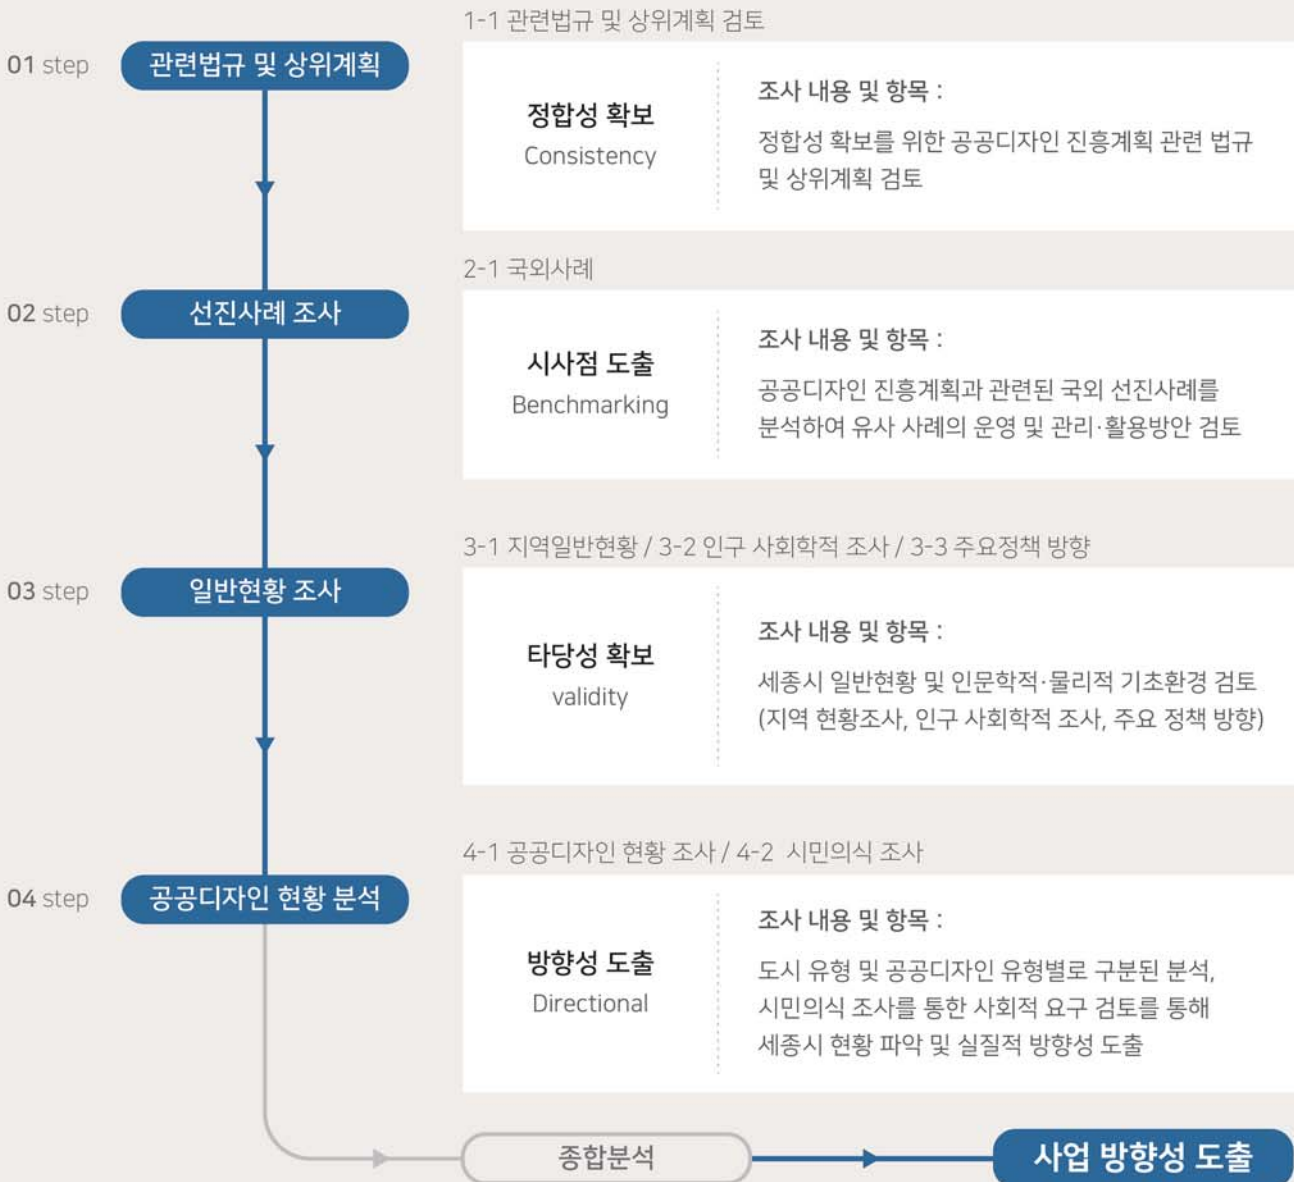 1-1 관련법규 및 상위계획 검토
01 step
관련법규 및 상위계획
정합성 확보
Consistency
조사 내용 및 항목 :
정합성 확보를 위한 공공디자인 진흥계획 관련 법규
및 상위계획 검토
2-1 국외사례
02 step
선진사례 조사
시사점 도출
Benchmarking
조사 내용 및 항목 :
공공디자인 진흥계획과 관련된 국외 선진사례를
분석하여 유사 사례의 운영 및 관리·활용방안 검토
3-1 지역일반현황 / 3-2 인구 사회학적 조사 / 3-3 주요정책 방향
03 step
일반현황 조사
타당성 확보
validity
조사 내용 및 항목 :
세종시 일반현황 및 인문학적·물리적 기초환경 검토
(지역 현황조사, 인구 사회학적 조사, 주요 정책 방향)
4-1 공공디자인 현황 조사 / 4-2 시민의식 조사
04 step
공공디자인 현황 분석
방향성 도출
Directional
조사 내용 및 항목 :
도시 유형 및 공공디자인 유형별로 구분된 분석,
시민의식 조사를 통한 사회적 요구 검토를 통해
세종시 현황 파악 및 실질적 방향성 도출
종합분석
사업 방향성 도출